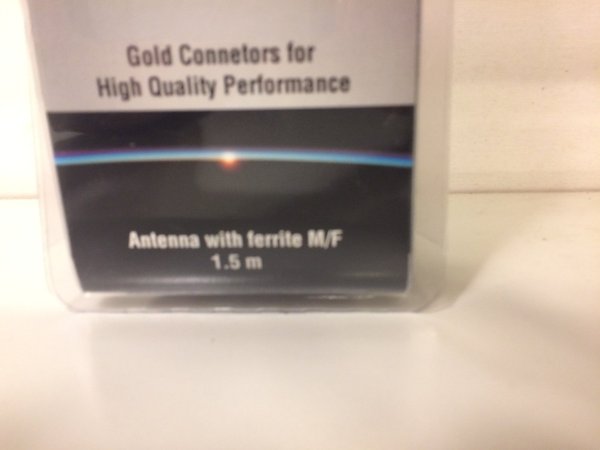 Gold Connetors for
High Quality Performance
Antenna with ferrite M/F
1.5 m